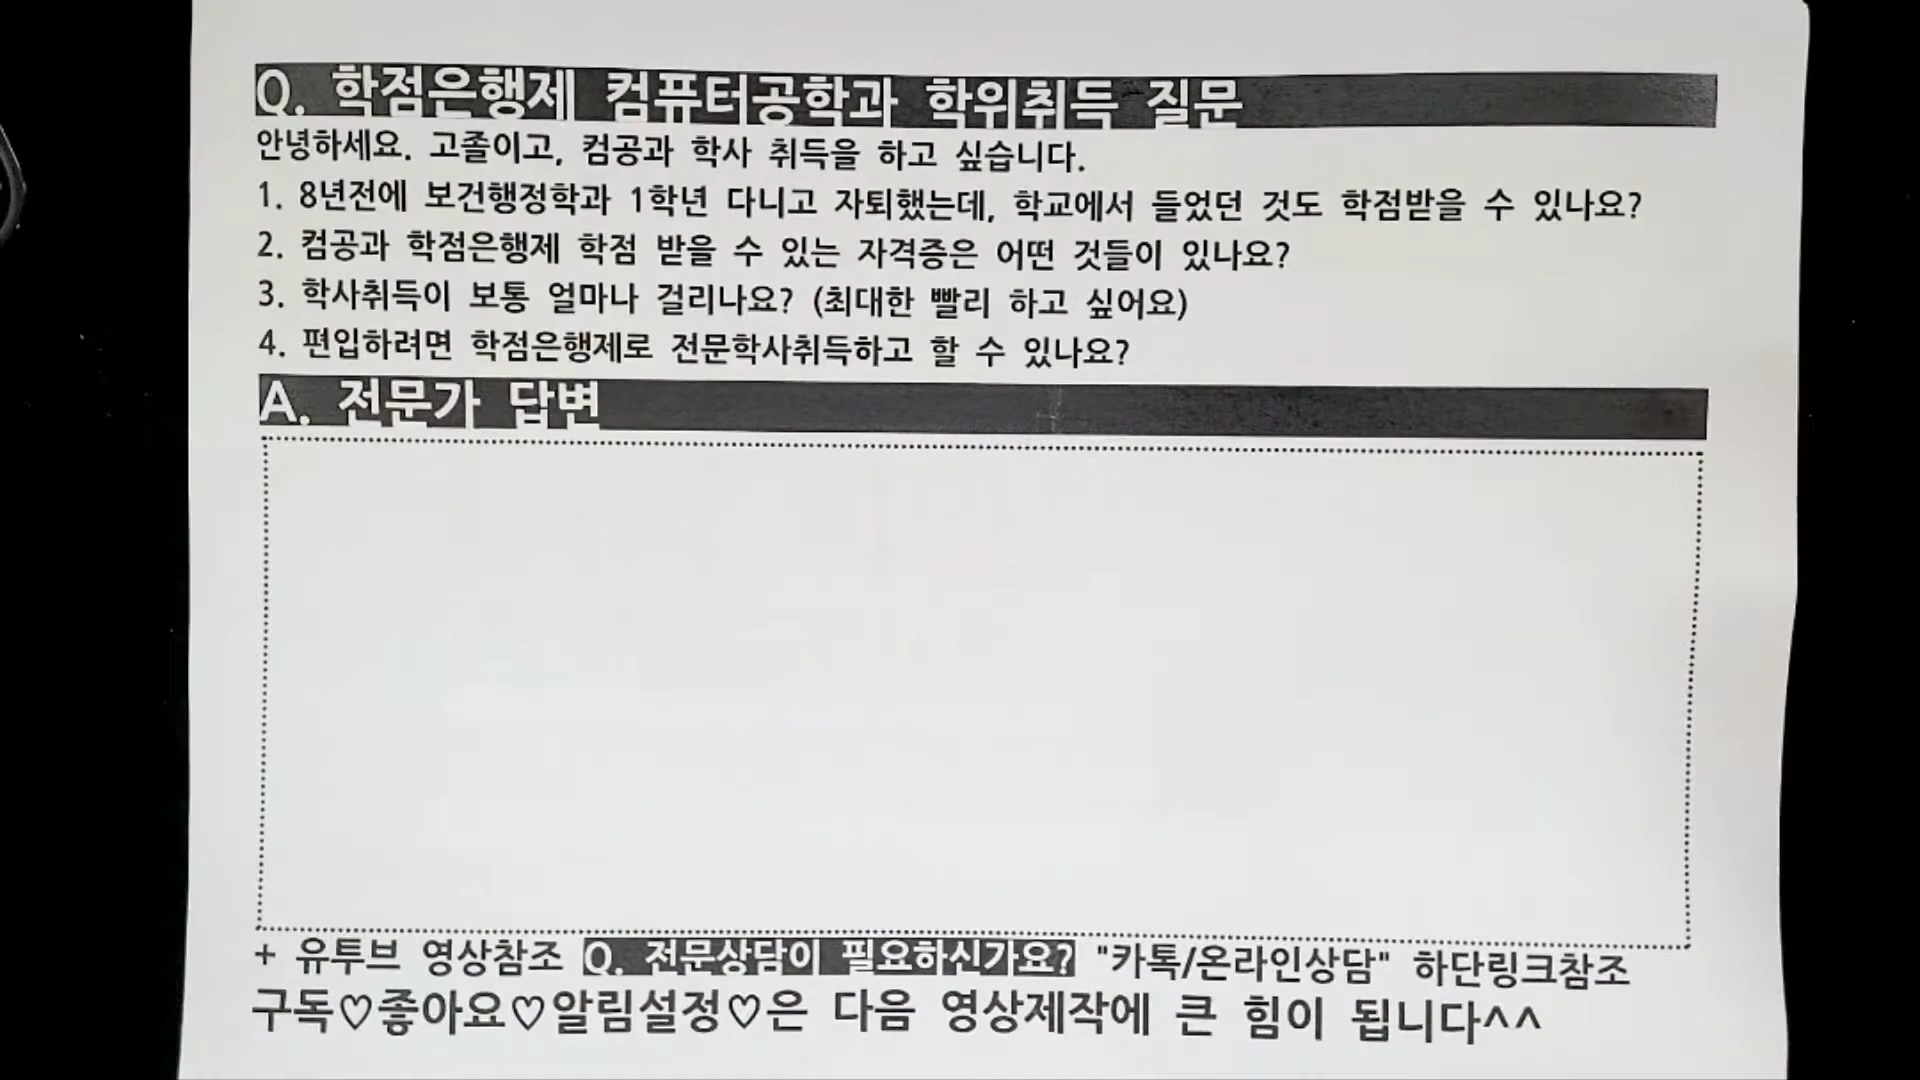 Q. 학점은행제 컴퓨터공학과 학위취득 질문
안녕하세요. 고졸이고, 컴공과 학사 취득을 하고 싶습니다.
1. 8년전에 보건행정학과 1학년 다니고 자퇴했는데, 학교에서 들었던 것도 학점받을 수 있나요?
2. 컴공과 학점은행제 학점 받을 수 있는 자격증은 어떤 것들이 있나요?
3. 학사취득이 보통 얼마나 걸리나요? (최대한 빨리 하고 싶어요)
4. 편입하려면 학점은행제로 전문학사취득하고 할 수 있나요?
A. 전문가 답변
+ 유투브 영상참조 Q. 전문상담이 필요하신가요? "카톡/온라인상담" 하단링크참조
구독♡좋아요♡알림설정♡은 다음 영상제작에 큰 힘이 됩니다^^